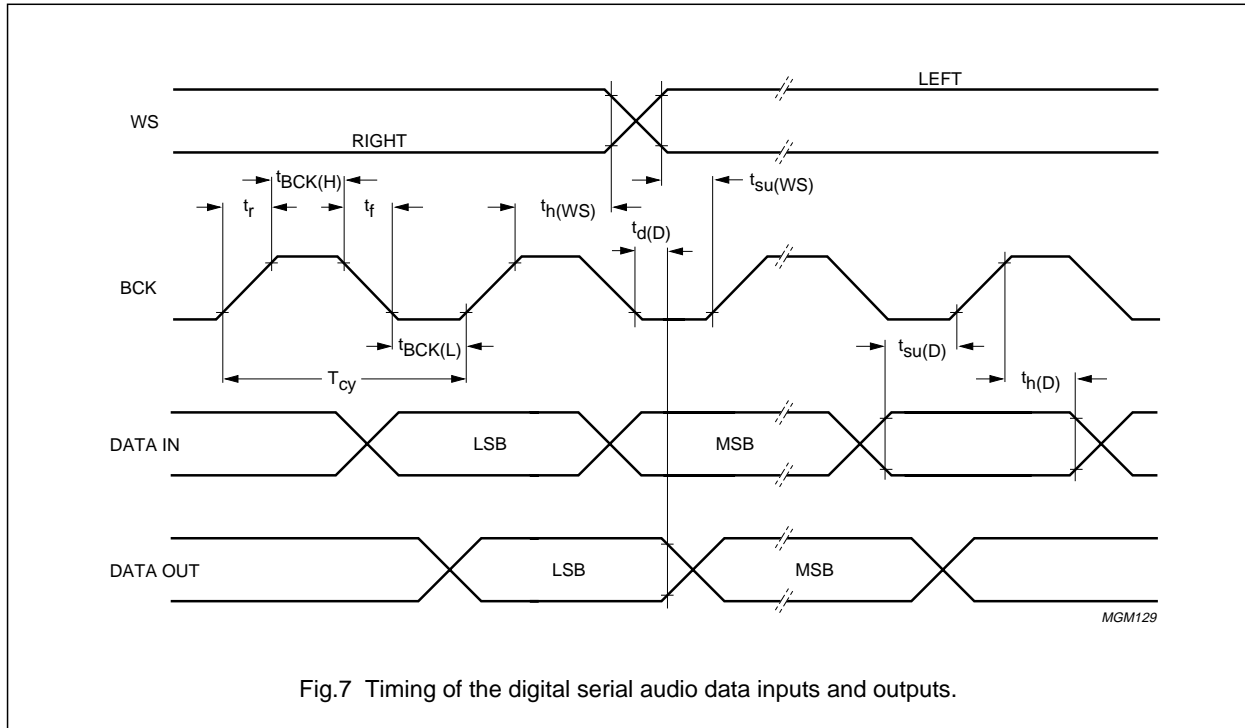 LEFT
WS
RIGHT
tBCK(H)
tsu(WS)
tr
tf
th(WS)
td(D)
BCK
tBCK(L)
tsu(D)
Tcy
th(D)
DATA IN
LSB
MSB
DATA OUT
LSB
MSB
MGM129
Fig.7 Timing of the digital serial audio data inputs and outputs.